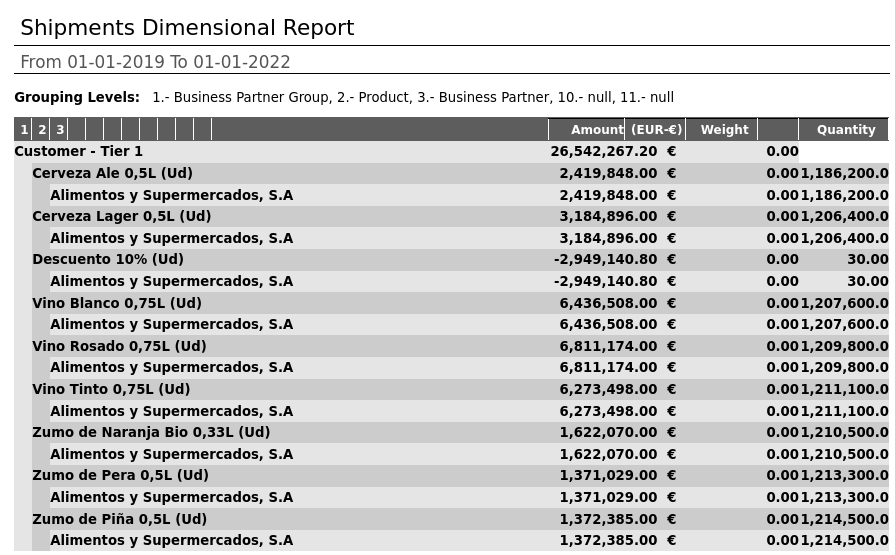 Shipments Dimensional Report
From 01-01-2019 To 01-01-2022
Grouping Levels: 1.- Business Partner Group, 2.- Product, 3.- Business Partner, 10.- null, 11.- null
1 2 3 Amount (EUR-€) Weight Quantity
Customer - Tier 1 26,542,267.20 € 0.00
Cerveza Ale 0,5L (Ud) 2,419,848.00 € 0.00 1,186,200.0
Alimentos y Supermercados, S.A 2,419,848.00 € 0.00 1,186,200.0
Cerveza Lager 0,5L (Ud) 3,184,896.00 € 0.00 1,206,400.0
Alimentos y Supermercados, S.A 3,184,896.00 € 0.00 1,206,400.0
Descuento 10% (Ud) -2,949,140.80 € 0.00 30.00
Alimentos y Supermercados, S.A -2,949,140.80 € 0.00 30.00
Vino Blanco 0,75L (Ud) 6,436,508.00 € 0.00 1,207,600.0
Alimentos y Supermercados, S.A 6,436,508.00 € 0.00 1,207,600.0
Vino Rosado 0,75L (Ud) 6,811,174.00 € 0.00 1,209,800.0
Alimentos y Supermercados, S.A 6,811,174.00 € 0.00 1,209,800.0
Vino Tinto 0,75L (Ud) 6,273,498.00 € 0.00 1,211,100.0
Alimentos y Supermercados, S.A 6,273,498.00 € 0.00 1,211,100.0
Zumo de Naranja Bio 0,33L (Ud) 1,622,070.00 € 0.00 1,210,500.0
Alimentos y Supermercados, S.A 1,622,070.00 € 0.00 1,210,500.0
Zumo de Pera 0,5L (Ud) 1,371,029.00 € 0.00 1,213,300.0
Alimentos y Supermercados, S.A 1,371,029.00 € 0.00 1,213,300.0
Zumo de Piña 0,5L (Ud) 1,372,385.00 € 0.00 1,214,500.0
Alimentos y Supermercados, S.A 1,372,385.00 € 0.00 1,214,500.0